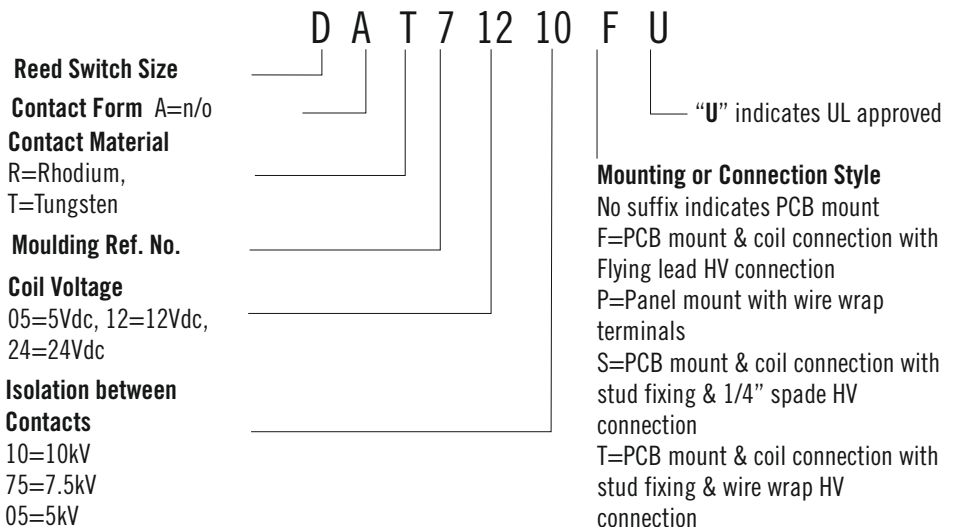 D A T 7 12 10 F U
Reed Switch Size
Contact Form A=n/o
Contact Material
R=Rhodium,
T=Tungsten
Moulding Ref. No.
Coil Voltage
05=5Vdc, 12=12Vdc,
24=24Vdc
Isolation between
Contacts
10=10kV
75=7.5kV
05=5kV
“U” indicates UL approved
Mounting or Connection Style
No suffix indicates PCB mount
F=PCB mount & coil connection with
Flying lead HV connection
P=Panel mount with wire wrap
terminals
S=PCB mount & coil connection with
stud fixing & 1/4” spade HV
connection
T=PCB mount & coil connection with
stud fixing & wire wrap HV
connection